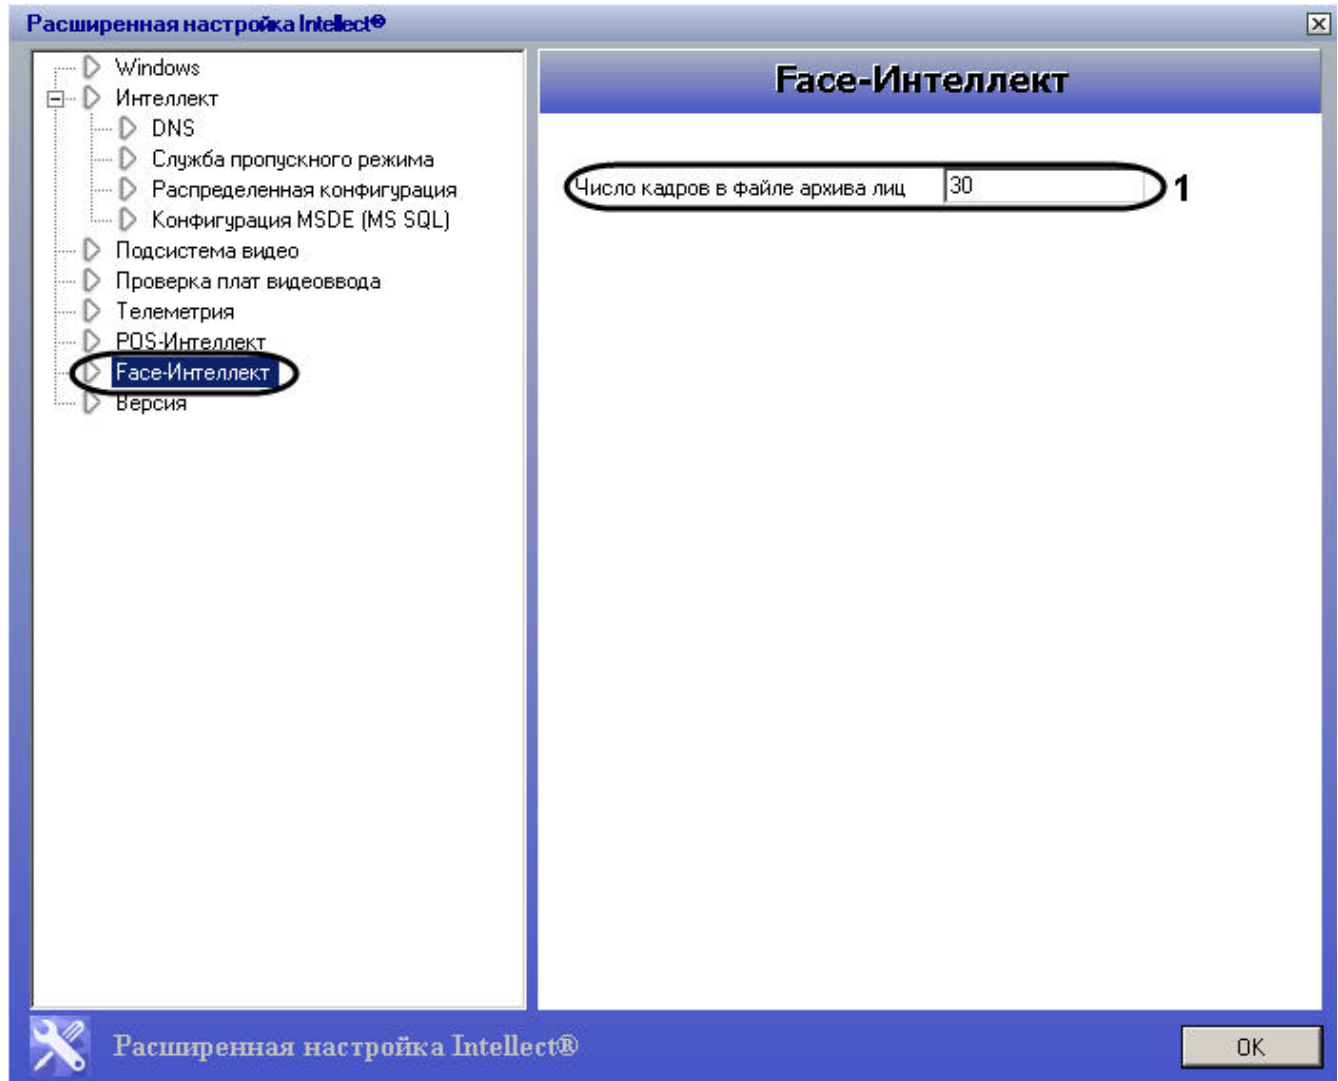 Расширенная настройка Intellect®
Windows
Интеллект
DNS
Служба пропускного режима
Распределенная конфигурация
Конфигурация MSDE (MS SQL)
Подсистема видео
Проверка плат видеоввода
Телеметрия
POS-Интеллект
Face-Интеллект
Версия
Face-Интеллект
Число кадров в файле архива лиц 30 1
Расширенная настройка Intellect®
OK